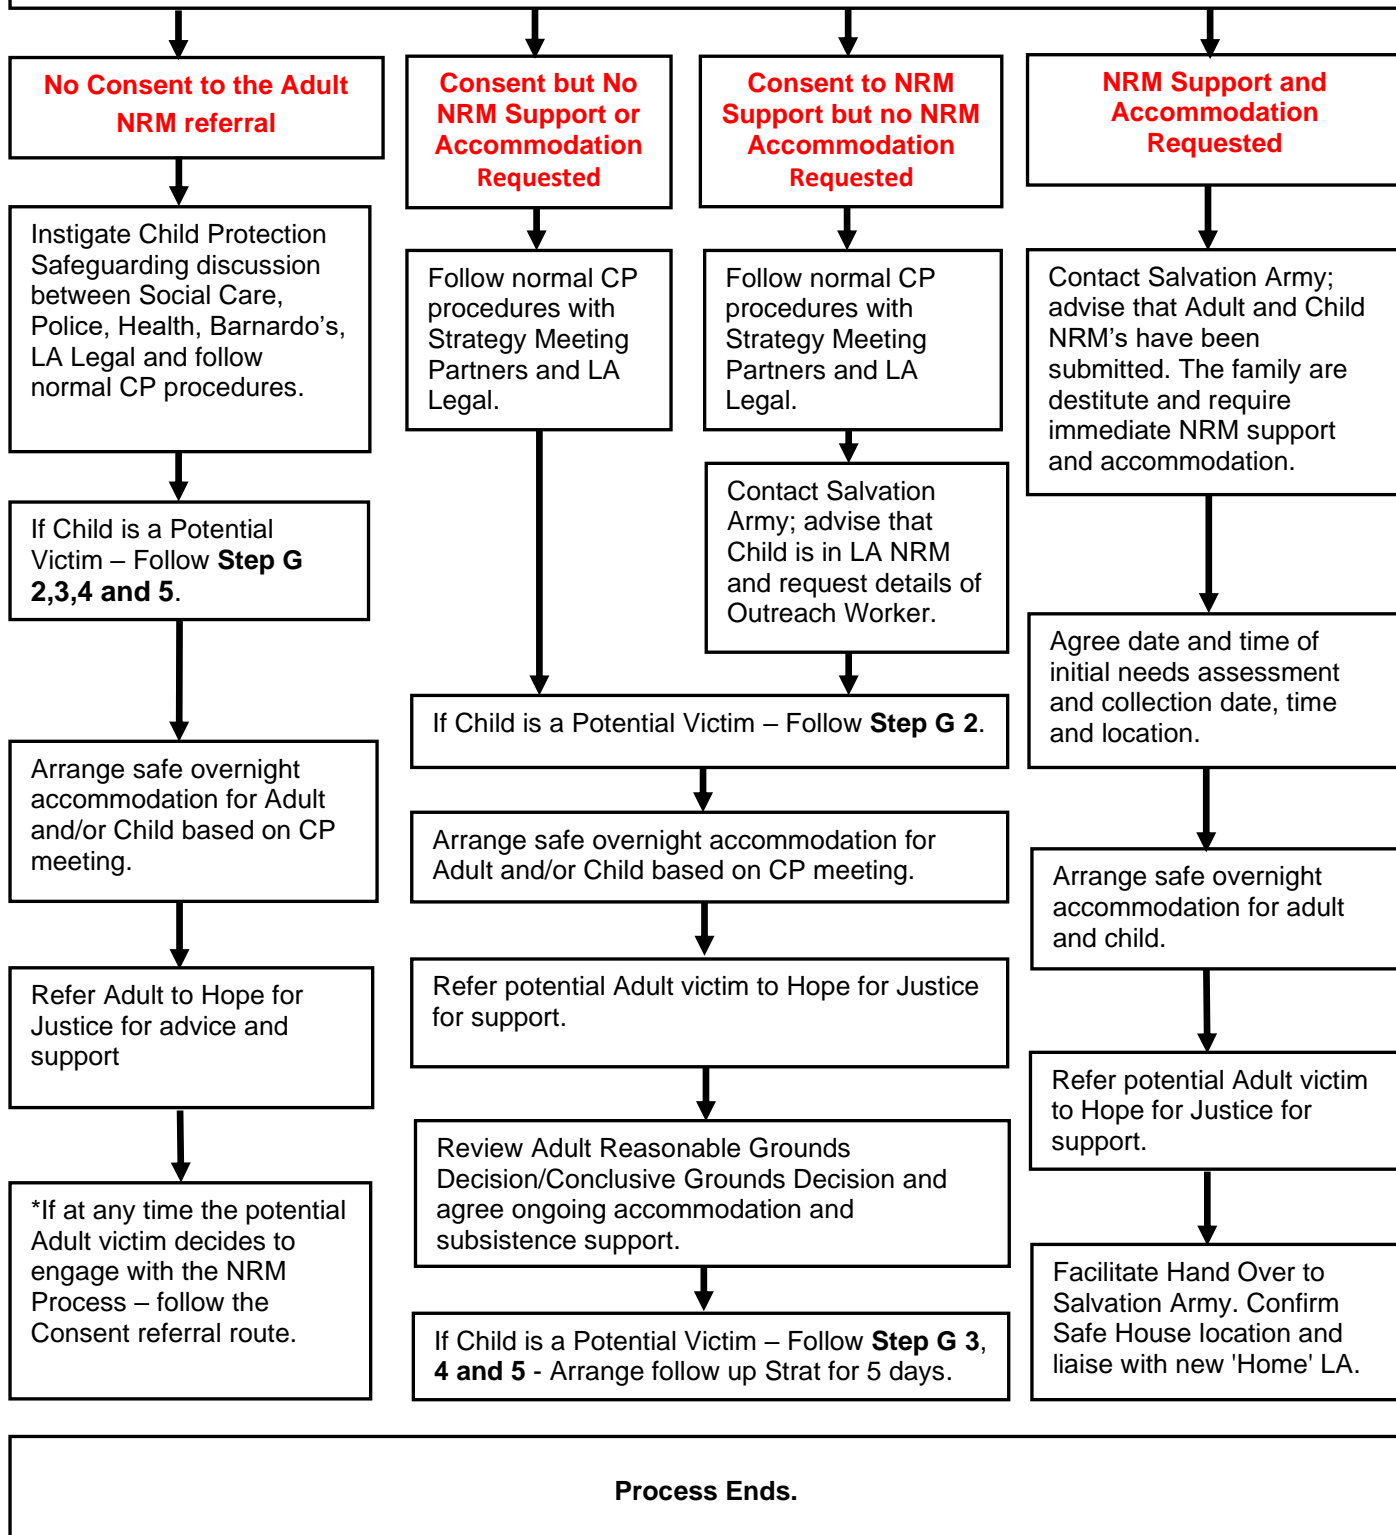 No Consent to the Adult
NRM referral
Instigate Child Protection
Safeguarding discussion
between Social Care,
Police, Health, Barnardo’s,
LA Legal and follow
normal CP procedures.
If Child is a Potential
Victim – Follow Step G
2,3,4 and 5.
Arrange safe overnight
accommodation for Adult
and/or Child based on CP
meeting.
Refer Adult to Hope for
Justice for advice and
support
*If at any time the potential
Adult victim decides to
engage with the NRM
Process – follow the
Consent referral route.
Consent but No
NRM Support or
Accommodation
Requested
Follow normal CP
procedures with
Strategy Meeting
Partners and LA
Legal.
Consent to NRM
Support but no NRM
Accommodation
Requested
Follow normal CP
procedures with
Strategy Meeting
Partners and LA
Legal.
Contact Salvation
Army; advise that
Child is in LA NRM
and request details of
Outreach Worker.
If Child is a Potential Victim – Follow Step G 2.
Arrange safe overnight accommodation for
Adult and/or Child based on CP meeting.
Refer potential Adult victim to Hope for Justice
for support.
Review Adult Reasonable Grounds
Decision/Conclusive Grounds Decision and
agree ongoing accommodation and
subsistence support.
If Child is a Potential Victim – Follow Step G 3,
4 and 5 - Arrange follow up Strat for 5 days.
NRM Support and
Accommodation
Requested
Contact Salvation Army;
advise that Adult and Child
NRM’s have been
submitted. The family are
destitute and require
immediate NRM support
and accommodation.
Agree date and time of
initial needs assessment
and collection date, time
and location.
Arrange safe overnight
accommodation for adult
and child.
Refer potential Adult victim
to Hope for Justice for
support.
Facilitate Hand Over to
Salvation Army. Confirm
Safe House location and
liaise with new 'Home' LA.
Process Ends.